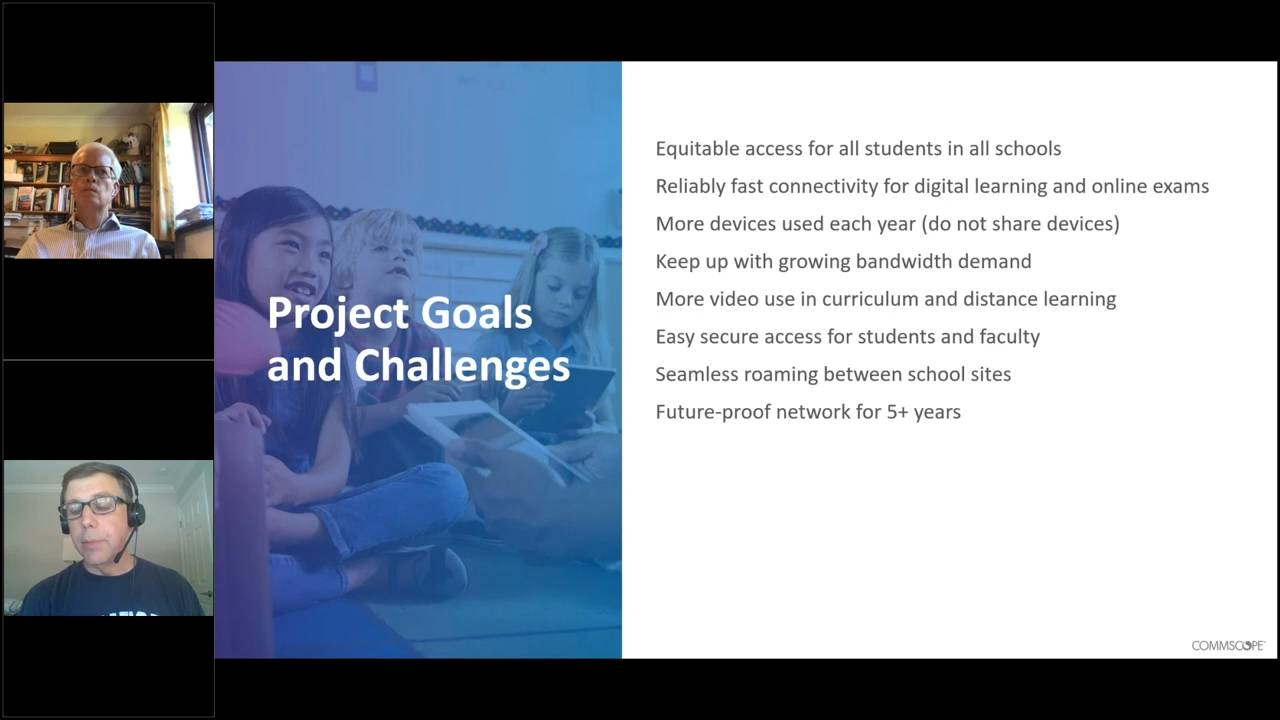 Project Goals
and Challenges
Equitable access for all students in all schools
Reliably fast connectivity for digital learning and online exams
More devices used each year (do not share devices)
Keep up with growing bandwidth demand
More video use in curriculum and distance learning
Easy secure access for students and faculty
Seamless roaming between school sites
Future-proof network for 5+ years
COMMSCOPE